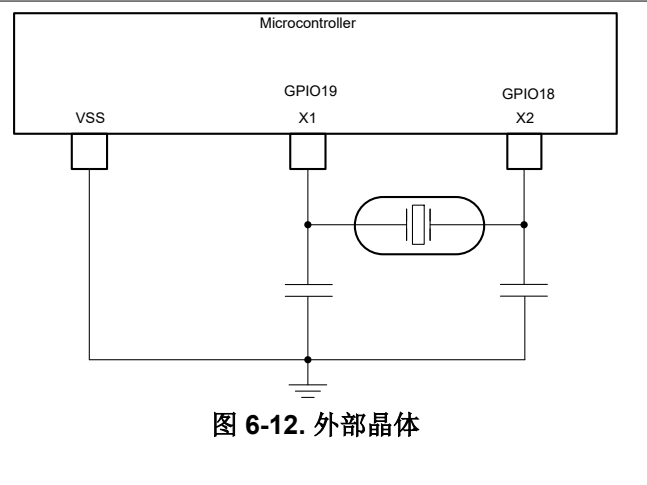 Microcontroller
GPIO19
GPIO18
VSS
X1
X2
图 6-12. 外部晶体